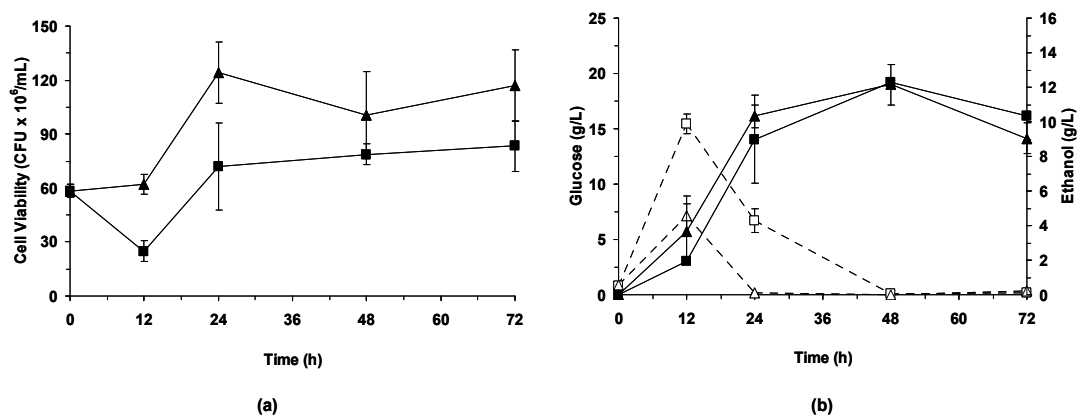 150
120
90
60
30
0
Cell Viability (CFU x 10⁶/mL)
0 12 24 36 48 60 72
Time (h)
(a)
25
20
15
10
5
0
Glucose (g/L)
16
14
12
10
8
6
4
2
0
Ethanol (g/L)
0 12 24 36 48 60 72
Time (h)
(b)